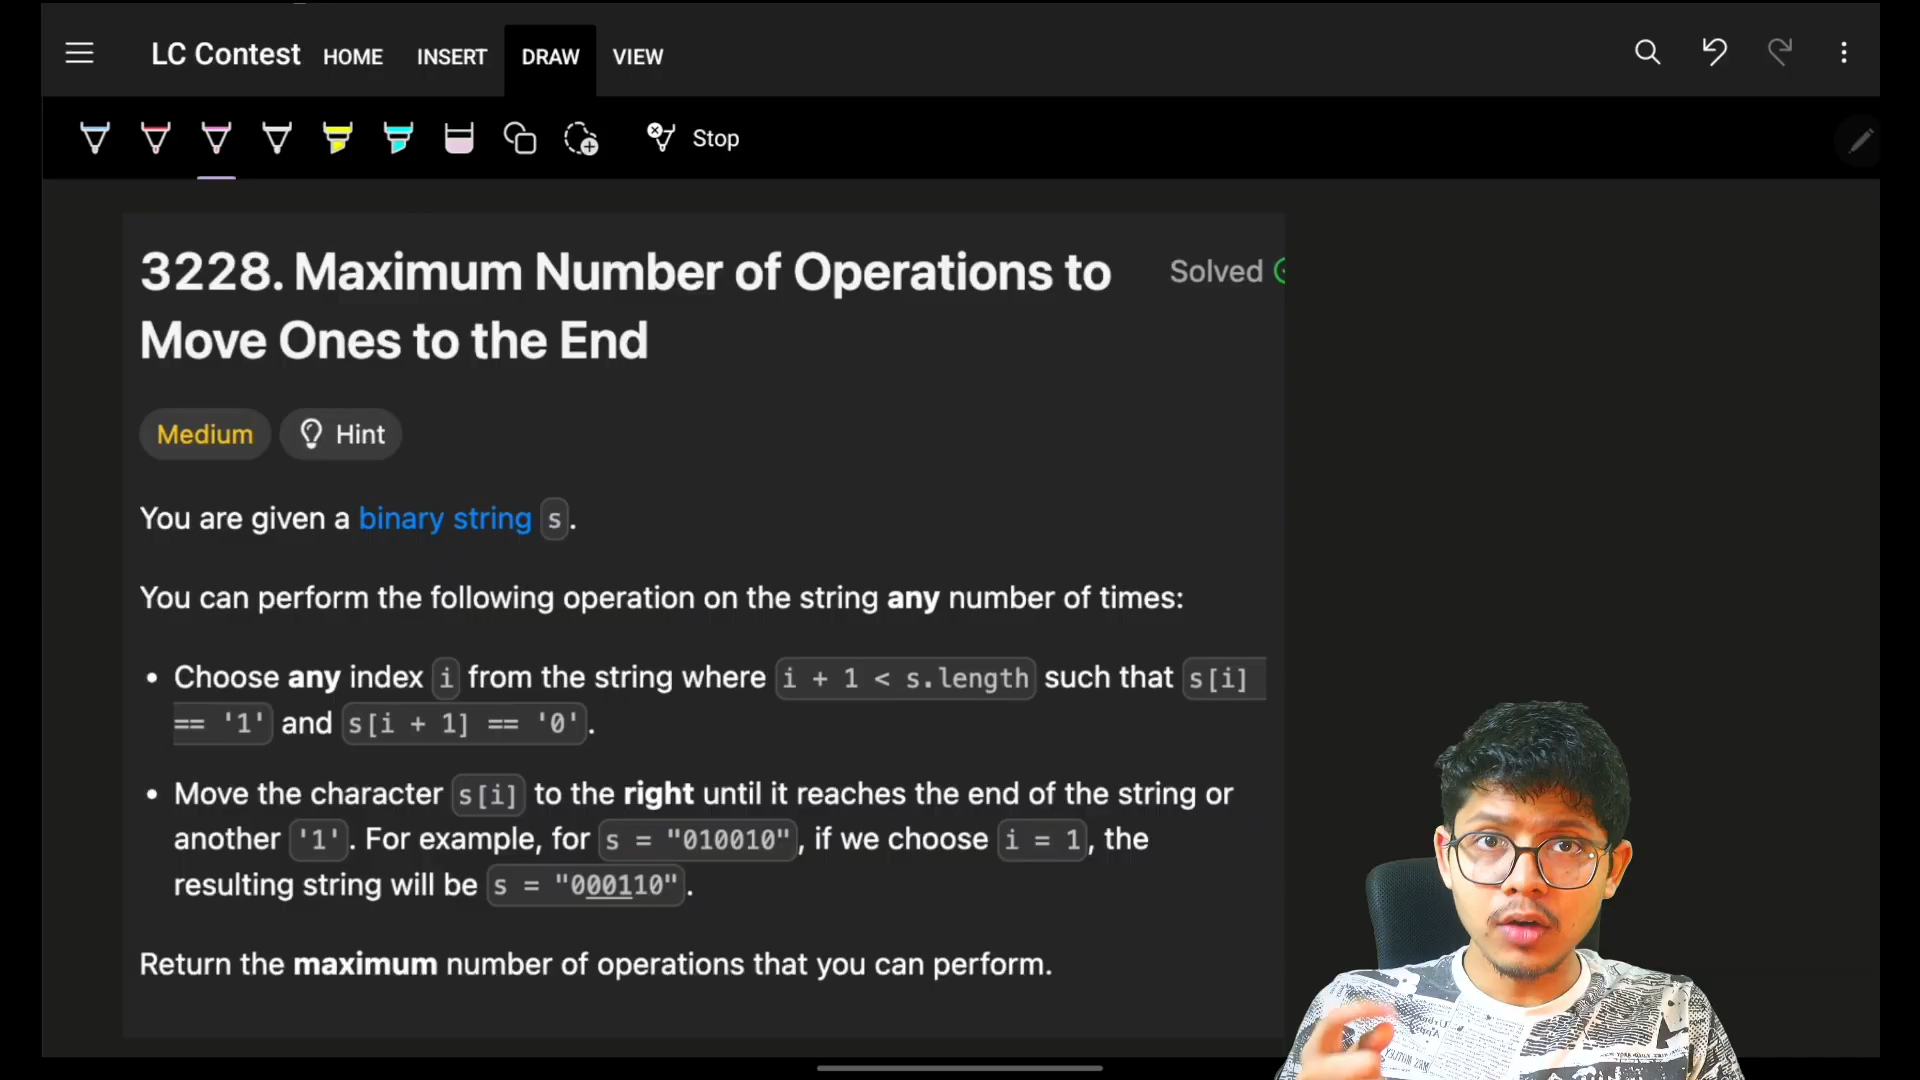 LC Contest HOME INSERT DRAW VIEW
Stop
3228. Maximum Number of Operations to
Move Ones to the End
Solved
Medium Hint
You are given a binary string s.
You can perform the following operation on the string any number of times:
• Choose any index i from the string where i + 1 < s.length such that s[i]
== '1' and s[i + 1] == '0'.
• Move the character s[i] to the right until it reaches the end of the string or
another '1'. For example, for s = "010010", if we choose i = 1, the
resulting string will be s = "000110".
Return the maximum number of operations that you can perform.